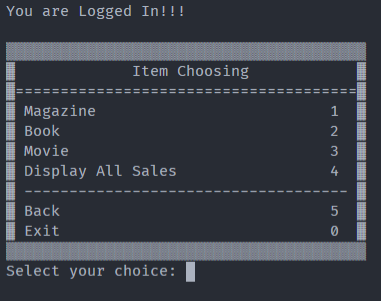 You are Logged In!!!
Item Choosing
======================================
Magazine 1
Book 2
Movie 3
Display All Sales 4
------------------------------------
Back 5
Exit 0
Select your choice: